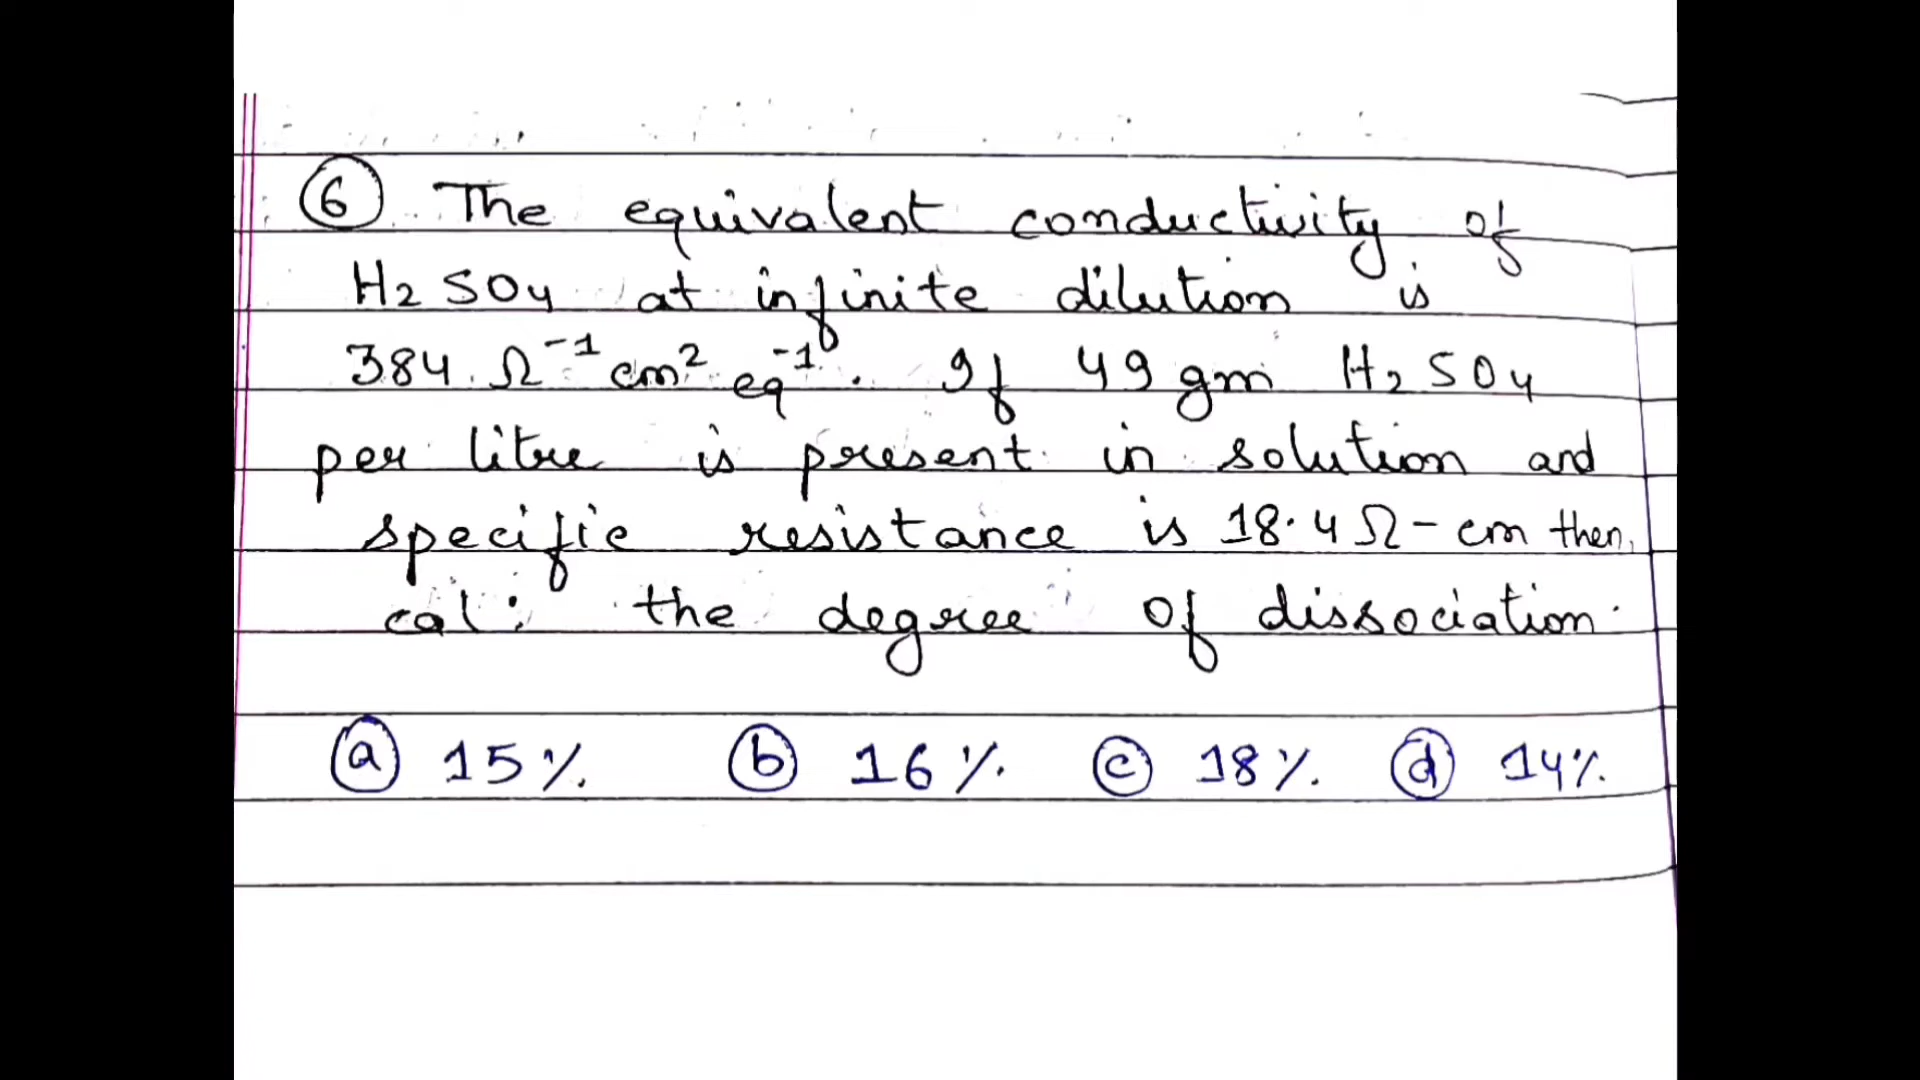 ⑥ The equivalent conductivity of
H₂SO₄ at infinite dilution is
384 Ω⁻¹ cm² eq⁻¹. If 49 gm H₂SO₄
per litre is present in solution and
specific resistance is 18.4 Ω-cm then
cal: the degree of dissociation.
ⓐ 15% ⓑ 16% ⓒ 18% ⓓ 14%